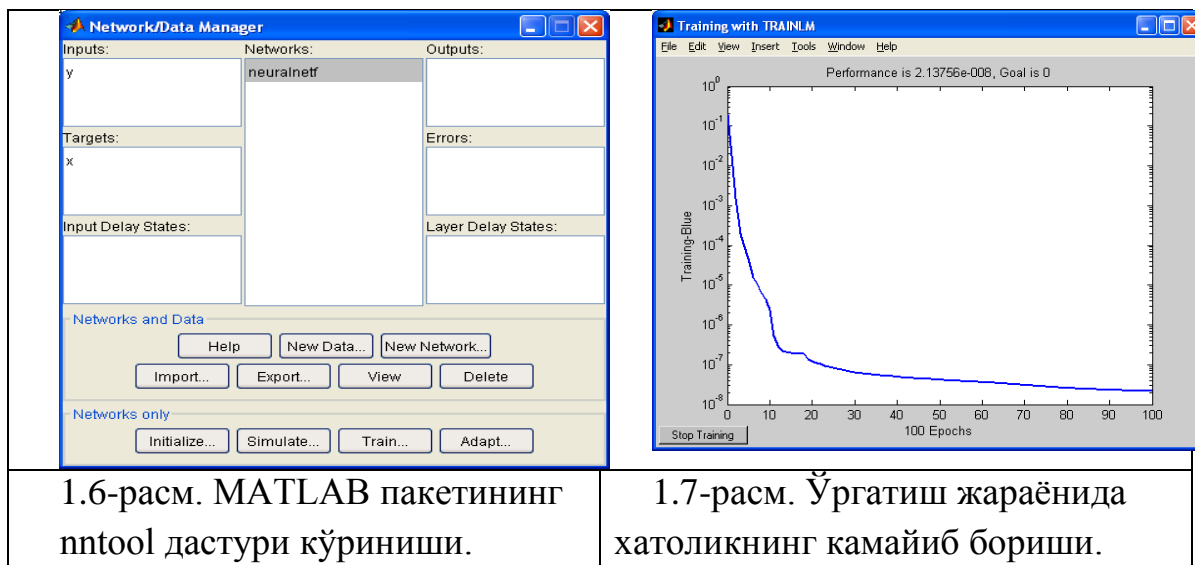 Network/Data Manager
Inputs:
Networks:
Outputs:
y
neuralnetf
Targets:
Errors:
x
Input Delay States:
Layer Delay States:
Networks and Data
Help
New Data...
New Network...
Import...
Export...
View
Delete
Networks only
Initialize...
Simulate...
Train...
Adapt...
1.6-расм. MATLAB пакетининг
nntool дастури кўриниши.
Training with TRAINLM
File Edit View Insert Tools Window Help
Performance is 2.13756e-008, Goal is 0
10⁰
10⁻¹
10⁻²
10⁻³
10⁻⁴
10⁻⁵
10⁻⁶
10⁻⁷
10⁻⁸
Training-Blue
0 10 20 30 40 50 60 70 80 90 100
100 Epochs
Stop Training
1.7-расм. Ўргатиш жараёнида
хатоликнинг камайиб бориши.